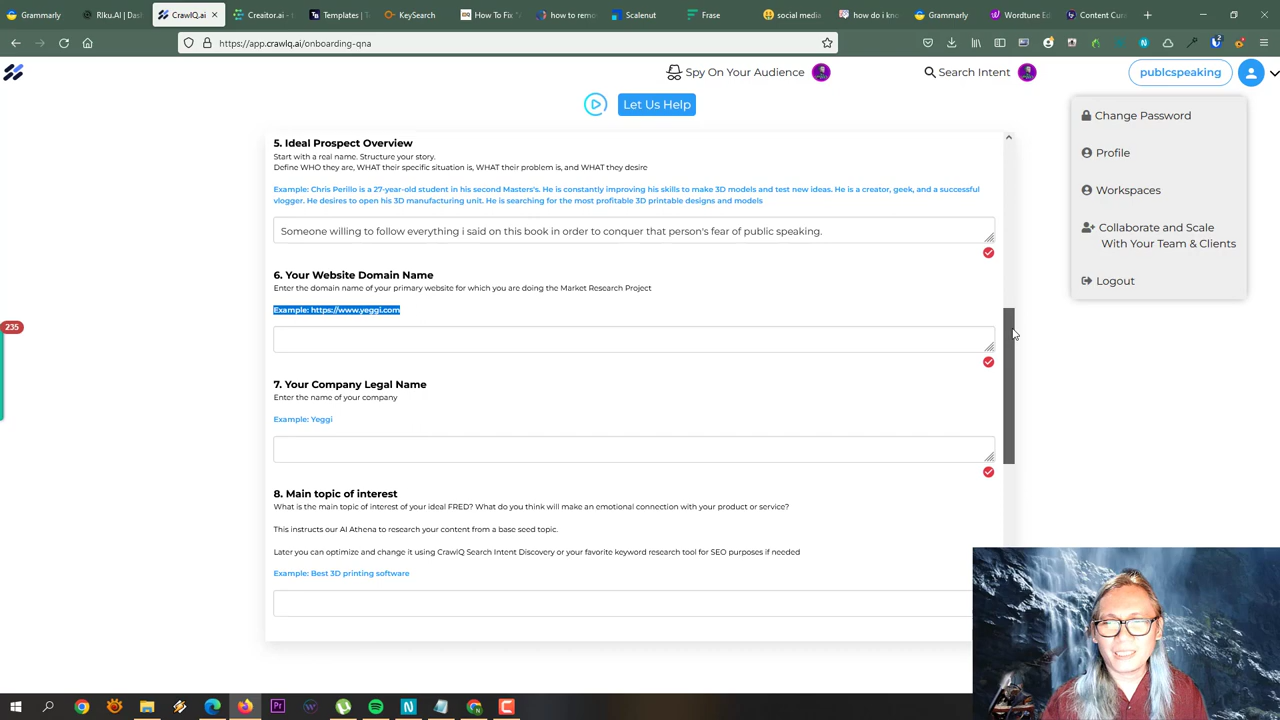 Grammarly
Riku.AI | Dash
CrawlQ.ai
Creaitor.ai -
Templates | T
KeySearch
How To Fix "A
how to remo
Scalenut
Frase
social media
how do i kno
Grammarly
Wordtune Ed
Content Cura
https://app.crawlq.ai/onboarding-qna
Spy On Your Audience
Search Intent
publcspeaking
Let Us Help
Change Password
Profile
Workspaces
Collaborate and Scale
With Your Team & Clients
Logout
5. Ideal Prospect Overview
Start with a real name. Structure your story.
Define WHO they are, WHAT their specific situation is, WHAT their problem is, and WHAT they desire
Example: Chris Perillo is a 27-year-old student in his second Masters's. He is constantly improving his skills to make 3D models and test new ideas. He is a creator, geek, and a successful
vlogger. He desires to open his 3D manufacturing unit. He is searching for the most profitable 3D printable designs and models
Someone willing to follow everything i said on this book in order to conquer that person's fear of public speaking.
6. Your Website Domain Name
Enter the domain name of your primary website for which you are doing the Market Research Project
Example: https://www.yeggi.com
235
7. Your Company Legal Name
Enter the name of your company
Example: Yeggi
8. Main topic of interest
What is the main topic of interest of your ideal FRED? What do you think will make an emotional connection with your product or service?
This instructs our AI Athena to research your content from a base seed topic.
Later you can optimize and change it using CrawlQ Search Intent Discovery or your favorite keyword research tool for SEO purposes if needed
Example: Best 3D printing software